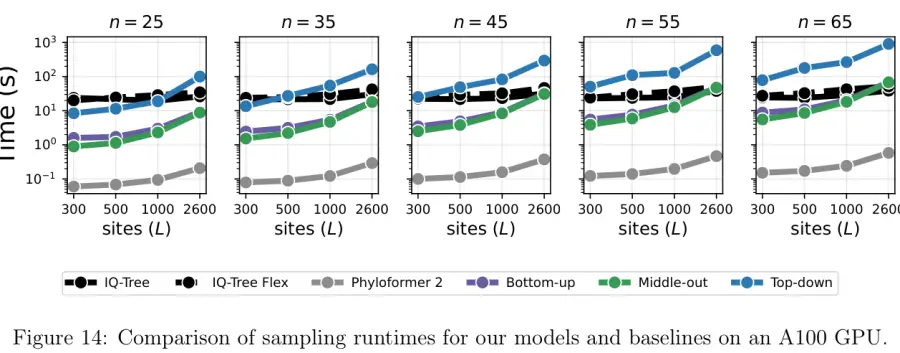 n = 25 n = 35 n = 45 n = 55 n = 65
Time (s)
10³
10²
10¹
10⁰
10⁻¹
300 500 1000 2600 300 500 1000 2600 300 500 1000 2600 300 500 1000 2600 300 500 1000 2600
sites (L) sites (L) sites (L) sites (L) sites (L)
IQ-Tree IQ-Tree Flex Phyloformer 2 Bottom-up Middle-out Top-down
Figure 14: Comparison of sampling runtimes for our models and baselines on an A100 GPU.